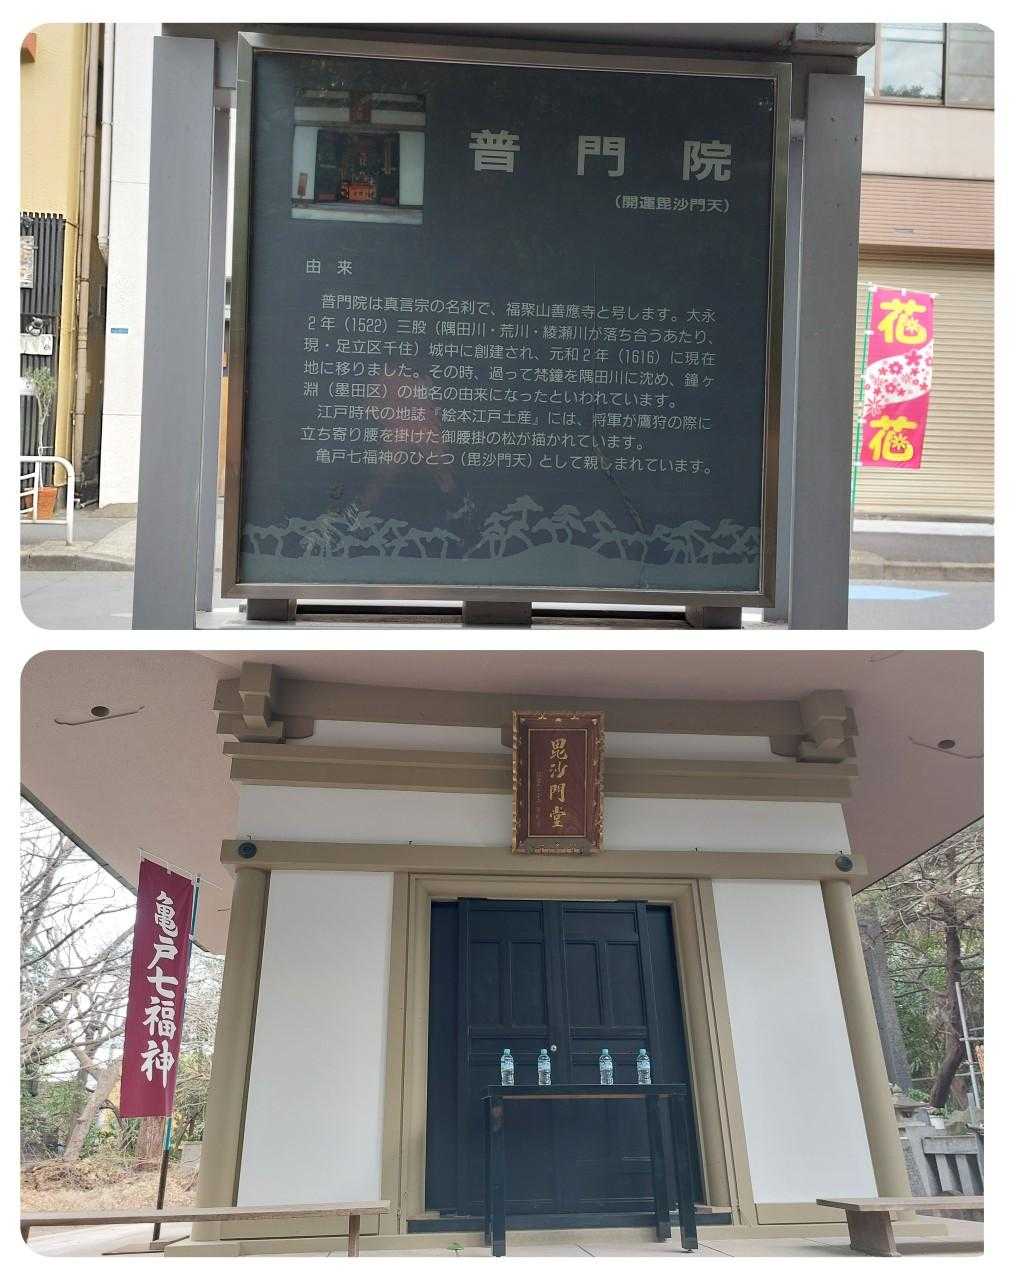 普門院
（開運毘沙門天）
由来
普門院は真言宗の名刹で、福聚山善應寺と号します。大永
2年（1522）三股（隅田川・荒川・綾瀬川が落ち合うあたり、
現・足立区千住）城中に創建され、元和2年（1616）に現在
地に移りました。その時、過って梵鐘を隅田川に沈め、鐘ヶ
淵（墨田区）の地名の由来になったといわれています。
江戸時代の地誌『絵本江戸土産』には、将軍が鷹狩の際に
立ち寄り腰を掛けた御腰掛の松が描かれています。
亀戸七福神のひとつ（毘沙門天）として親しまれています。
花
花
毘沙門堂
亀戸七福神